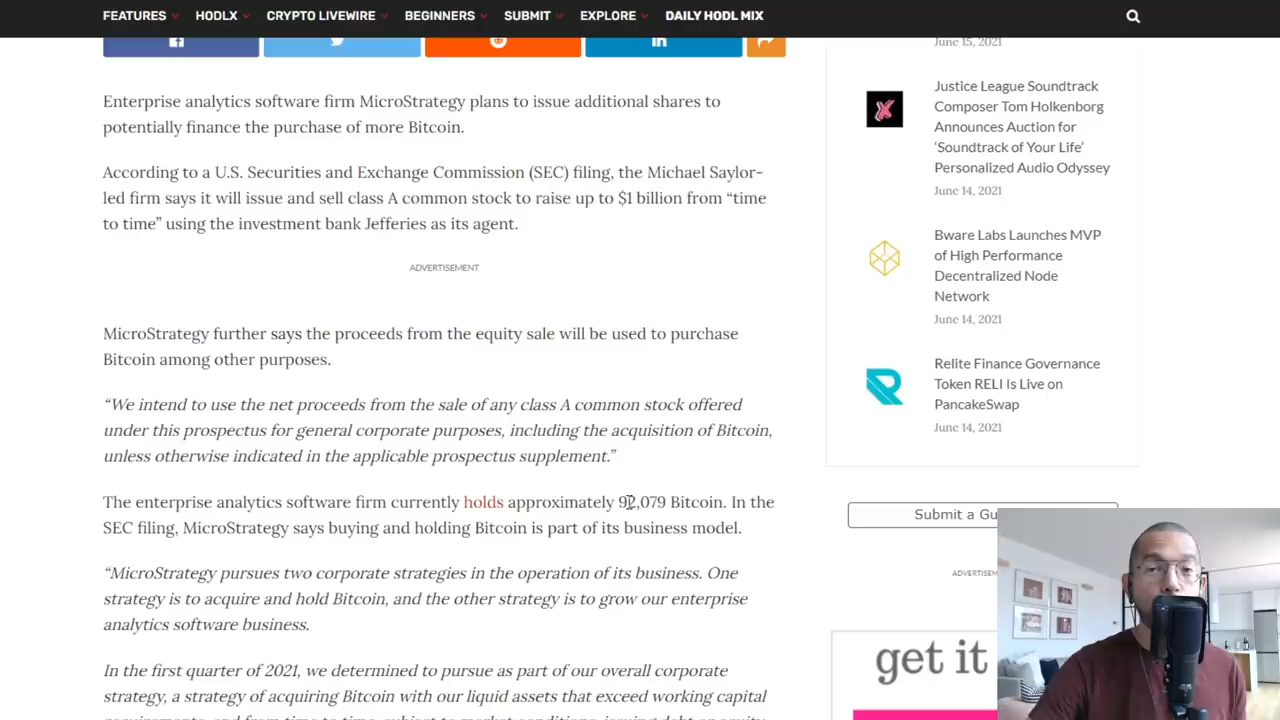 FEATURES HODLX CRYPTO LIVEWIRE BEGINNERS SUBMIT EXPLORE DAILY HODL MIX
Enterprise analytics software firm MicroStrategy plans to issue additional shares to
potentially finance the purchase of more Bitcoin.
According to a U.S. Securities and Exchange Commission (SEC) filing, the Michael Saylor-
led firm says it will issue and sell class A common stock to raise up to $1 billion from “time
to time” using the investment bank Jefferies as its agent.
ADVERTISEMENT
MicroStrategy further says the proceeds from the equity sale will be used to purchase
Bitcoin among other purposes.
“We intend to use the net proceeds from the sale of any class A common stock offered
under this prospectus for general corporate purposes, including the acquisition of Bitcoin,
unless otherwise indicated in the applicable prospectus supplement.”
The enterprise analytics software firm currently holds approximately 92,079 Bitcoin. In the
SEC filing, MicroStrategy says buying and holding Bitcoin is part of its business model.
“MicroStrategy pursues two corporate strategies in the operation of its business. One
strategy is to acquire and hold Bitcoin, and the other strategy is to grow our enterprise
analytics software business.
In the first quarter of 2021, we determined to pursue as part of our overall corporate
strategy, a strategy of acquiring Bitcoin with our liquid assets that exceed working capital
June 15, 2021
Justice League Soundtrack
Composer Tom Holkenborg
Announces Auction for
‘Soundtrack of Your Life’
Personalized Audio Odyssey
June 14, 2021
Bware Labs Launches MVP
of High Performance
Decentralized Node
Network
June 14, 2021
Relite Finance Governance
Token RELI Is Live on
PancakeSwap
June 14, 2021
Submit a Gu
ADVERTISEM
get it